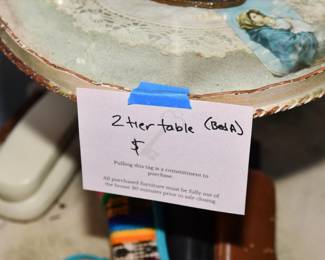 2 tier table (Bed A)
$
Pulling this tag is a commitment to
purchase
All purchased furniture must be fully out of
the house 30 minutes prior to sale closing